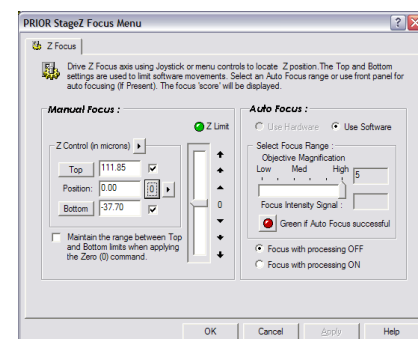 PRIOR StageZ Focus Menu
Z Focus
Drive Z Focus axis using Joystick or menu controls to locate Z position.The Top and Bottom
settings are used to limit software movements. Select an Auto Focus range or use front panel for
auto focusing (If Present). The focus 'score' will be
displayed.
Manual Focus :
Z Limit
Z Control (in microns)
Top 111.85
Position: 0.00 0
Bottom -37.70
0
Maintain the range between Top
and Bottom limits when applying
the Zero (0) command.
Auto Focus :
Use Hardware Use Software
Select Focus Range :
Objective Magnification
Low Med High 5
Focus Intensity Signal :
Green if Auto Focus successful
Focus with processing OFF
Focus with processing ON
OK Cancel Apply Help